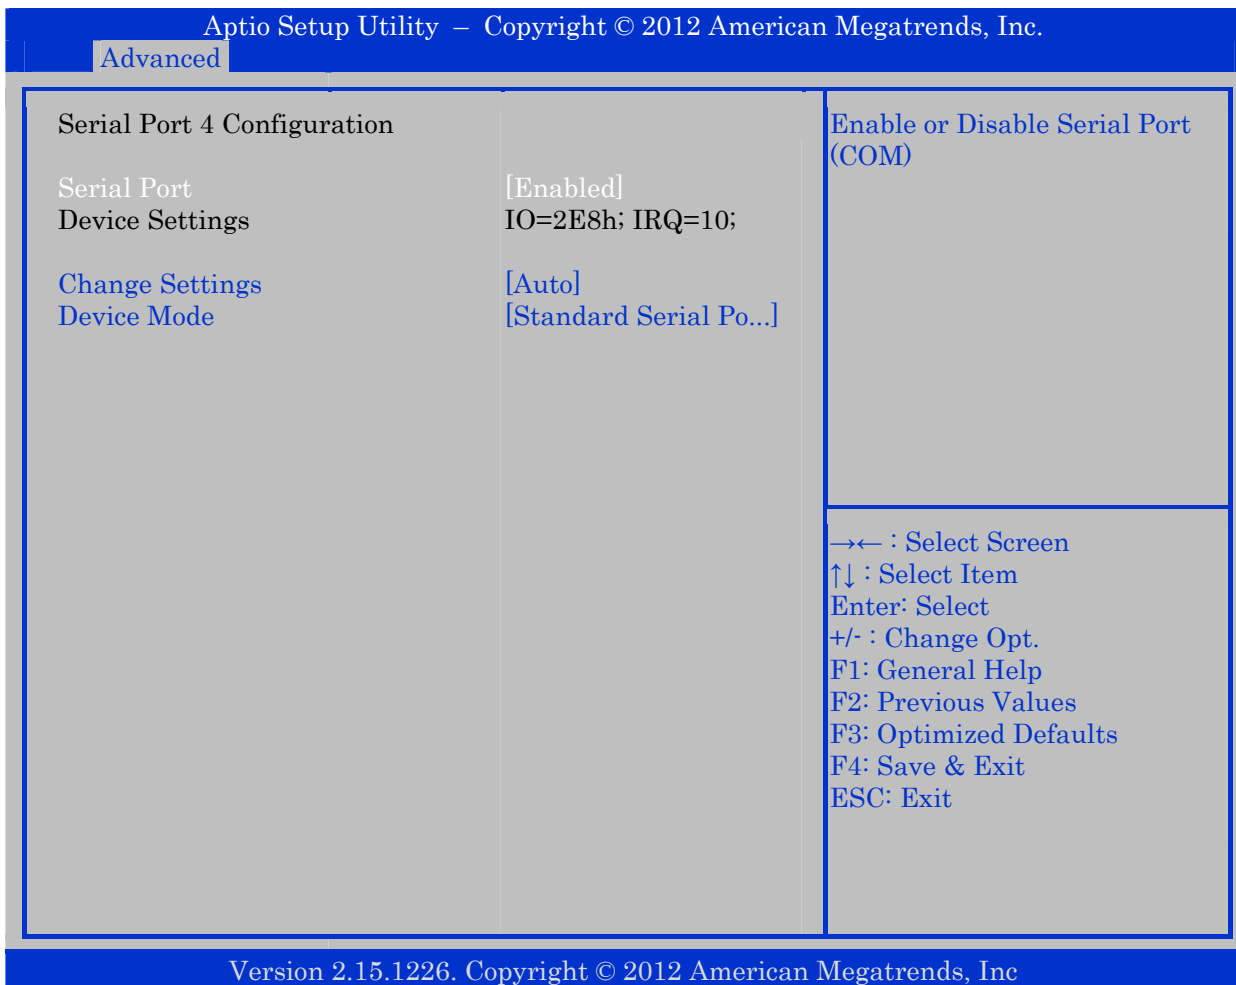 Aptio Setup Utility – Copyright © 2012 American Megatrends, Inc.
Advanced
Serial Port 4 Configuration
Serial Port [Enabled]
Device Settings IO=2E8h; IRQ=10;
Change Settings [Auto]
Device Mode [Standard Serial Po...]
Enable or Disable Serial Port
(COM)
→← : Select Screen
↑↓ : Select Item
Enter: Select
+/- : Change Opt.
F1: General Help
F2: Previous Values
F3: Optimized Defaults
F4: Save & Exit
ESC: Exit
Version 2.15.1226. Copyright © 2012 American Megatrends, Inc